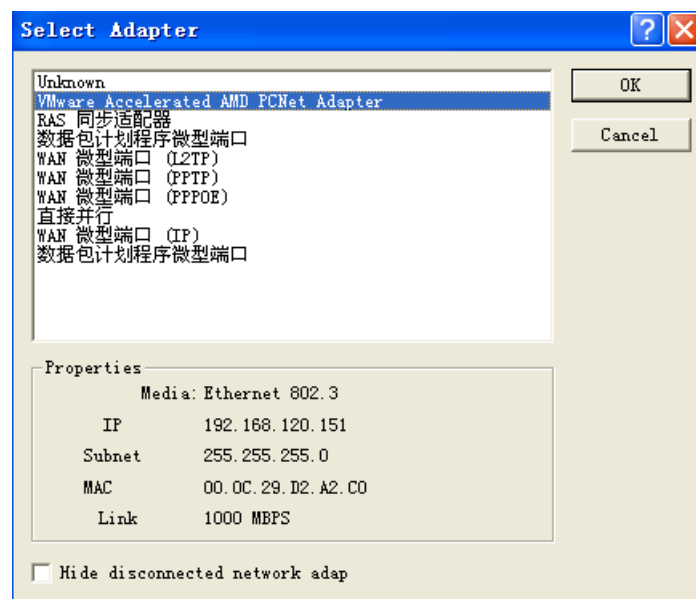 Select Adapter
Unknown
VMware Accelerated AMD PCNet Adapter
RAS 同步适配器
数据包计划程序微型端口
WAN 微型端口 (L2TP)
WAN 微型端口 (PPTP)
WAN 微型端口 (PPPOE)
直接并行
WAN 微型端口 (IP)
数据包计划程序微型端口
OK
Cancel
Properties
Media: Ethernet 802.3
IP 192.168.120.151
Subnet 255.255.255.0
MAC 00.0C.29.D2.A2.C0
Link 1000 MBPS
Hide disconnected network adap